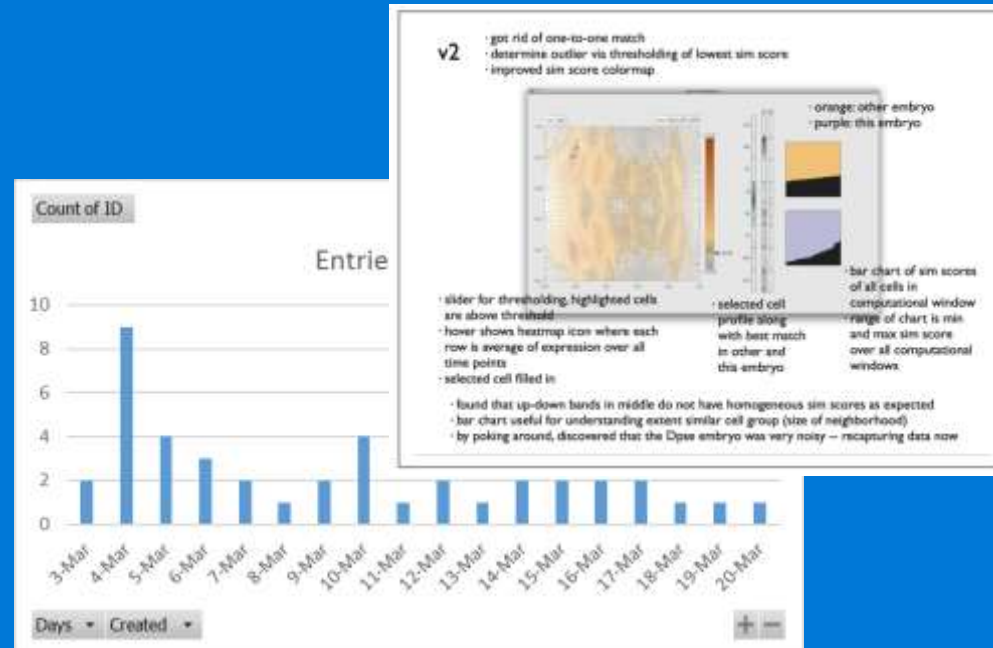 v2
· got rid of one-to-one match
· determine outlier via thresholding of lowest sim score
· improved sim score colormap
· orange: other embryo
· purple: this embryo
· slider for thresholding, highlighted cells
are above threshold
· hover shows heatmap icon where each
row is average of expression over all
time points
· selected cell filled in
· selected cell
profile along
with best match
in other and
this embryo
· bar chart of sim scores
of all cells in
computational window
· range of chart is min
and max sim score
over all computational
windows
· found that up-down bands in middle do not have homogeneous sim scores as expected
· bar chart useful for understanding extent similar cell group (size of neighborhood)
· by poking around, discovered that the Dpse embryo was very noisy -- recapturing data now
Count of ID
Entrie
10
8
6
4
2
0
3-Mar
4-Mar
5-Mar
6-Mar
7-Mar
8-Mar
9-Mar
10-Mar
11-Mar
12-Mar
13-Mar
14-Mar
15-Mar
16-Mar
17-Mar
18-Mar
19-Mar
20-Mar
Days
Created